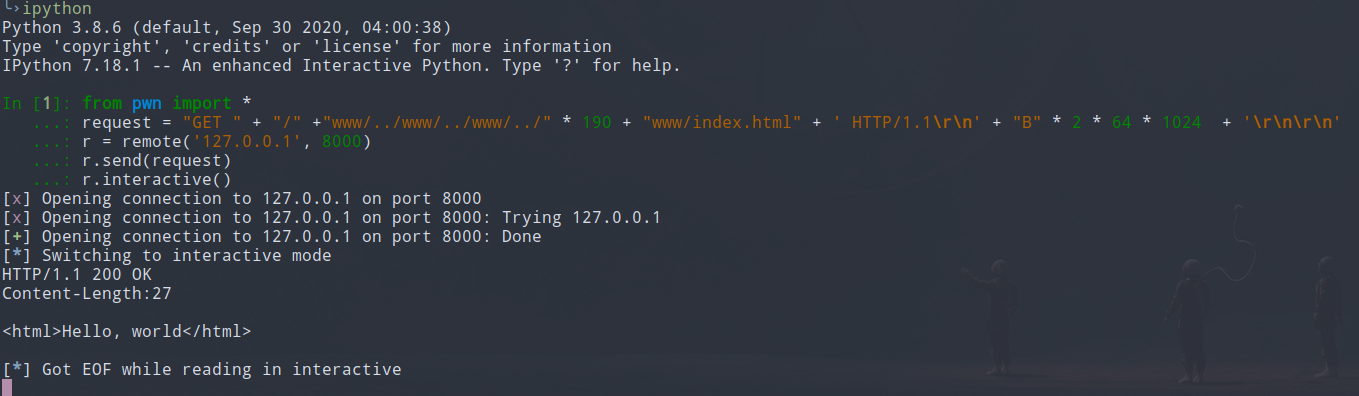 ╰›ipython
Python 3.8.6 (default, Sep 30 2020, 04:00:38)
Type 'copyright', 'credits' or 'license' for more information
IPython 7.18.1 -- An enhanced Interactive Python. Type '?' for help.
In [1]: from pwn import *
...: request = "GET " + "/" +"www/../www/../www/../" * 190 + "www/index.html" + ' HTTP/1.1\r\n' + "B" * 2 * 64 * 1024  + '\r\n\r\n'
...: r = remote('127.0.0.1', 8000)
...: r.send(request)
...: r.interactive()
[x] Opening connection to 127.0.0.1 on port 8000
[x] Opening connection to 127.0.0.1 on port 8000: Trying 127.0.0.1
[+] Opening connection to 127.0.0.1 on port 8000: Done
[*] Switching to interactive mode
HTTP/1.1 200 OK
Content-Length:27
<html>Hello, world</html>
[*] Got EOF while reading in interactive